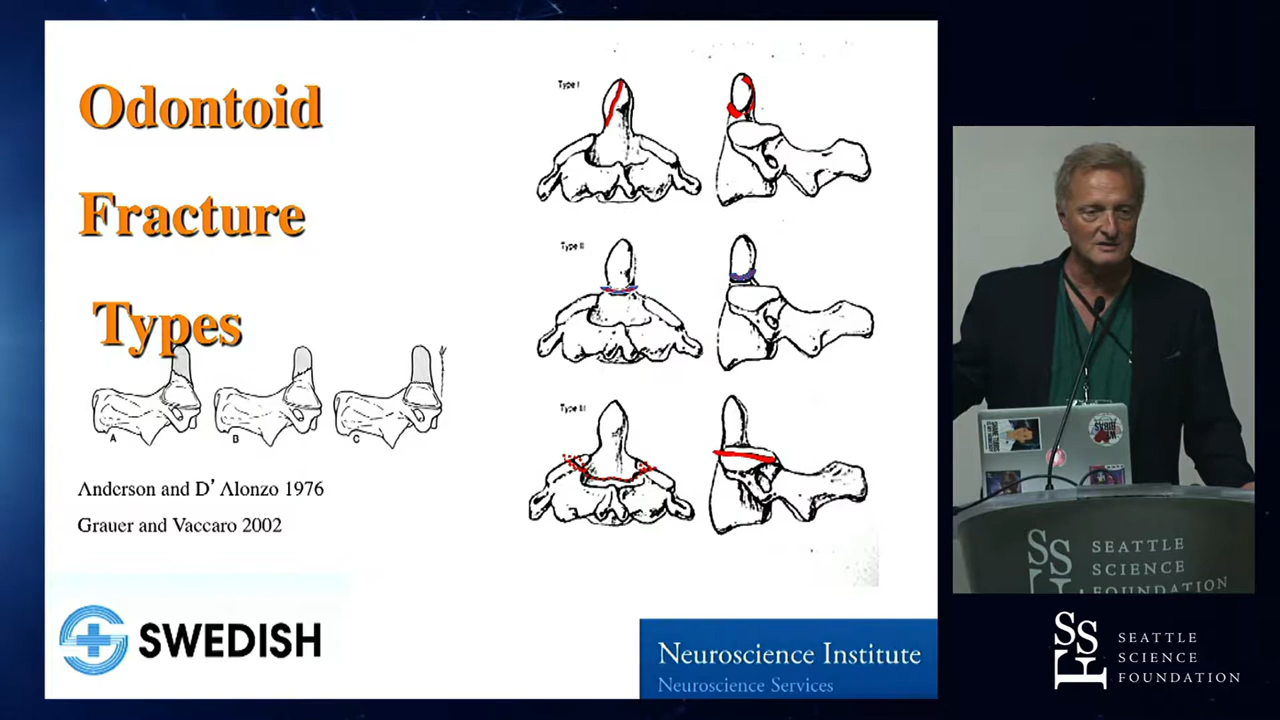 Odontoid
Fracture
Types
A
B
C
Anderson and D' Alonzo 1976
Grauer and Vaccaro 2002
SWEDISH
Type I
Type II
Type III
Neuroscience Institute
Neuroscience Services
SEATTLE
SCIENCE
FOUNDATION
SSF
SEATTLE
SCIENCE
FOUNDATION